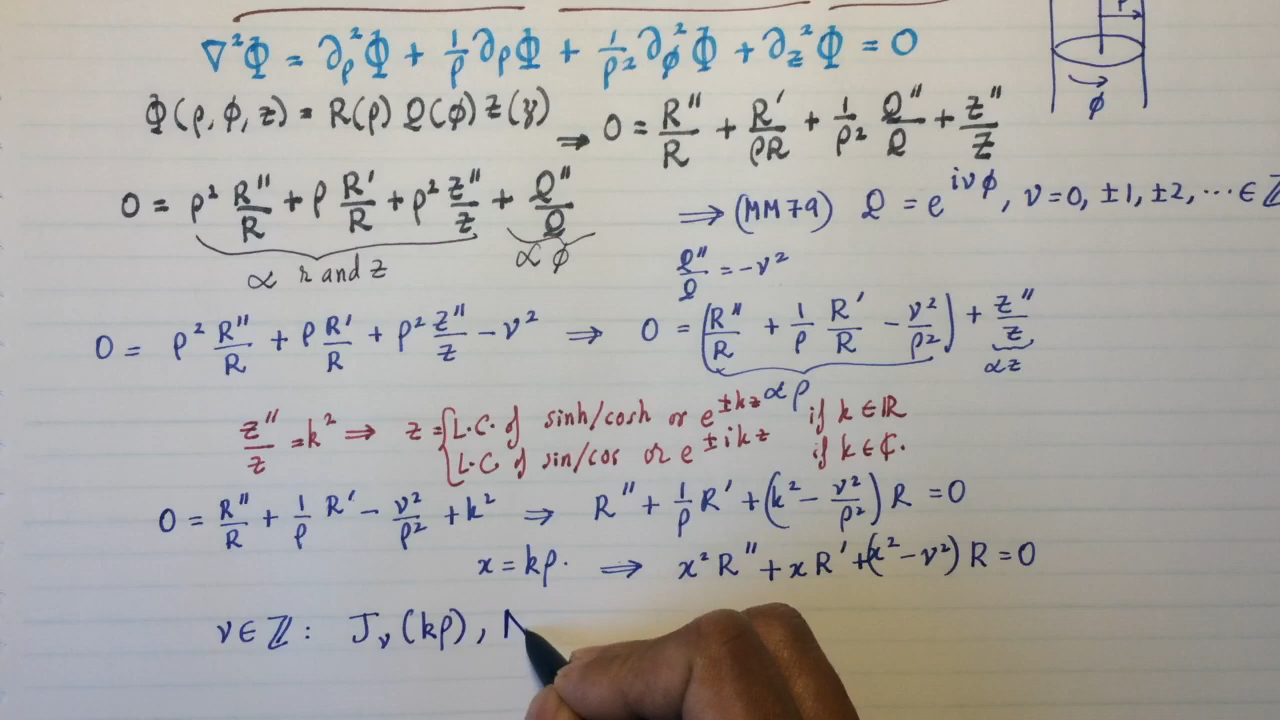 ∇²Φ = ∂ρ²Φ + 1/ρ ∂ρΦ + 1/ρ² ∂ϕ²Φ + ∂z²Φ = 0
Φ(ρ, ϕ, z) = R(ρ) Q(ϕ) Z(z) ⇒ 0 = R''/R + R'/ρR + 1/ρ² Q''/Q + Z''/Z
ϕ
0 = ρ² R''/R + ρ R'/R + ρ² Z''/Z + Q''/Q ⇒ (MM79) Q = e^{iνϕ}, ν = 0, ±1, ±2, ... ∈ ℤ
∝ r and z ∝ ϕ Q''/Q = -ν²
0 = ρ² R''/R + ρ R'/R + ρ² Z''/Z - ν² ⇒ 0 = (R''/R + 1/ρ R'/R - ν²/ρ²) + Z''/Z
∝ρ ∝z
Z''/Z = k² ⇒ Z = { L.C. of sinh/cosh or e^{±kz} if k ∈ ℝ
L.C of sin/cos or e^{±ikz} if k ∈ ℂ.
0 = R''/R + 1/ρ R' - ν²/ρ² + k² ⇒ R'' + 1/ρ R' + (k² - ν²/ρ²) R = 0
x = kρ. ⇒ x² R'' + x R' + (x² - ν²) R = 0
ν ∈ ℤ : Jν(kρ),